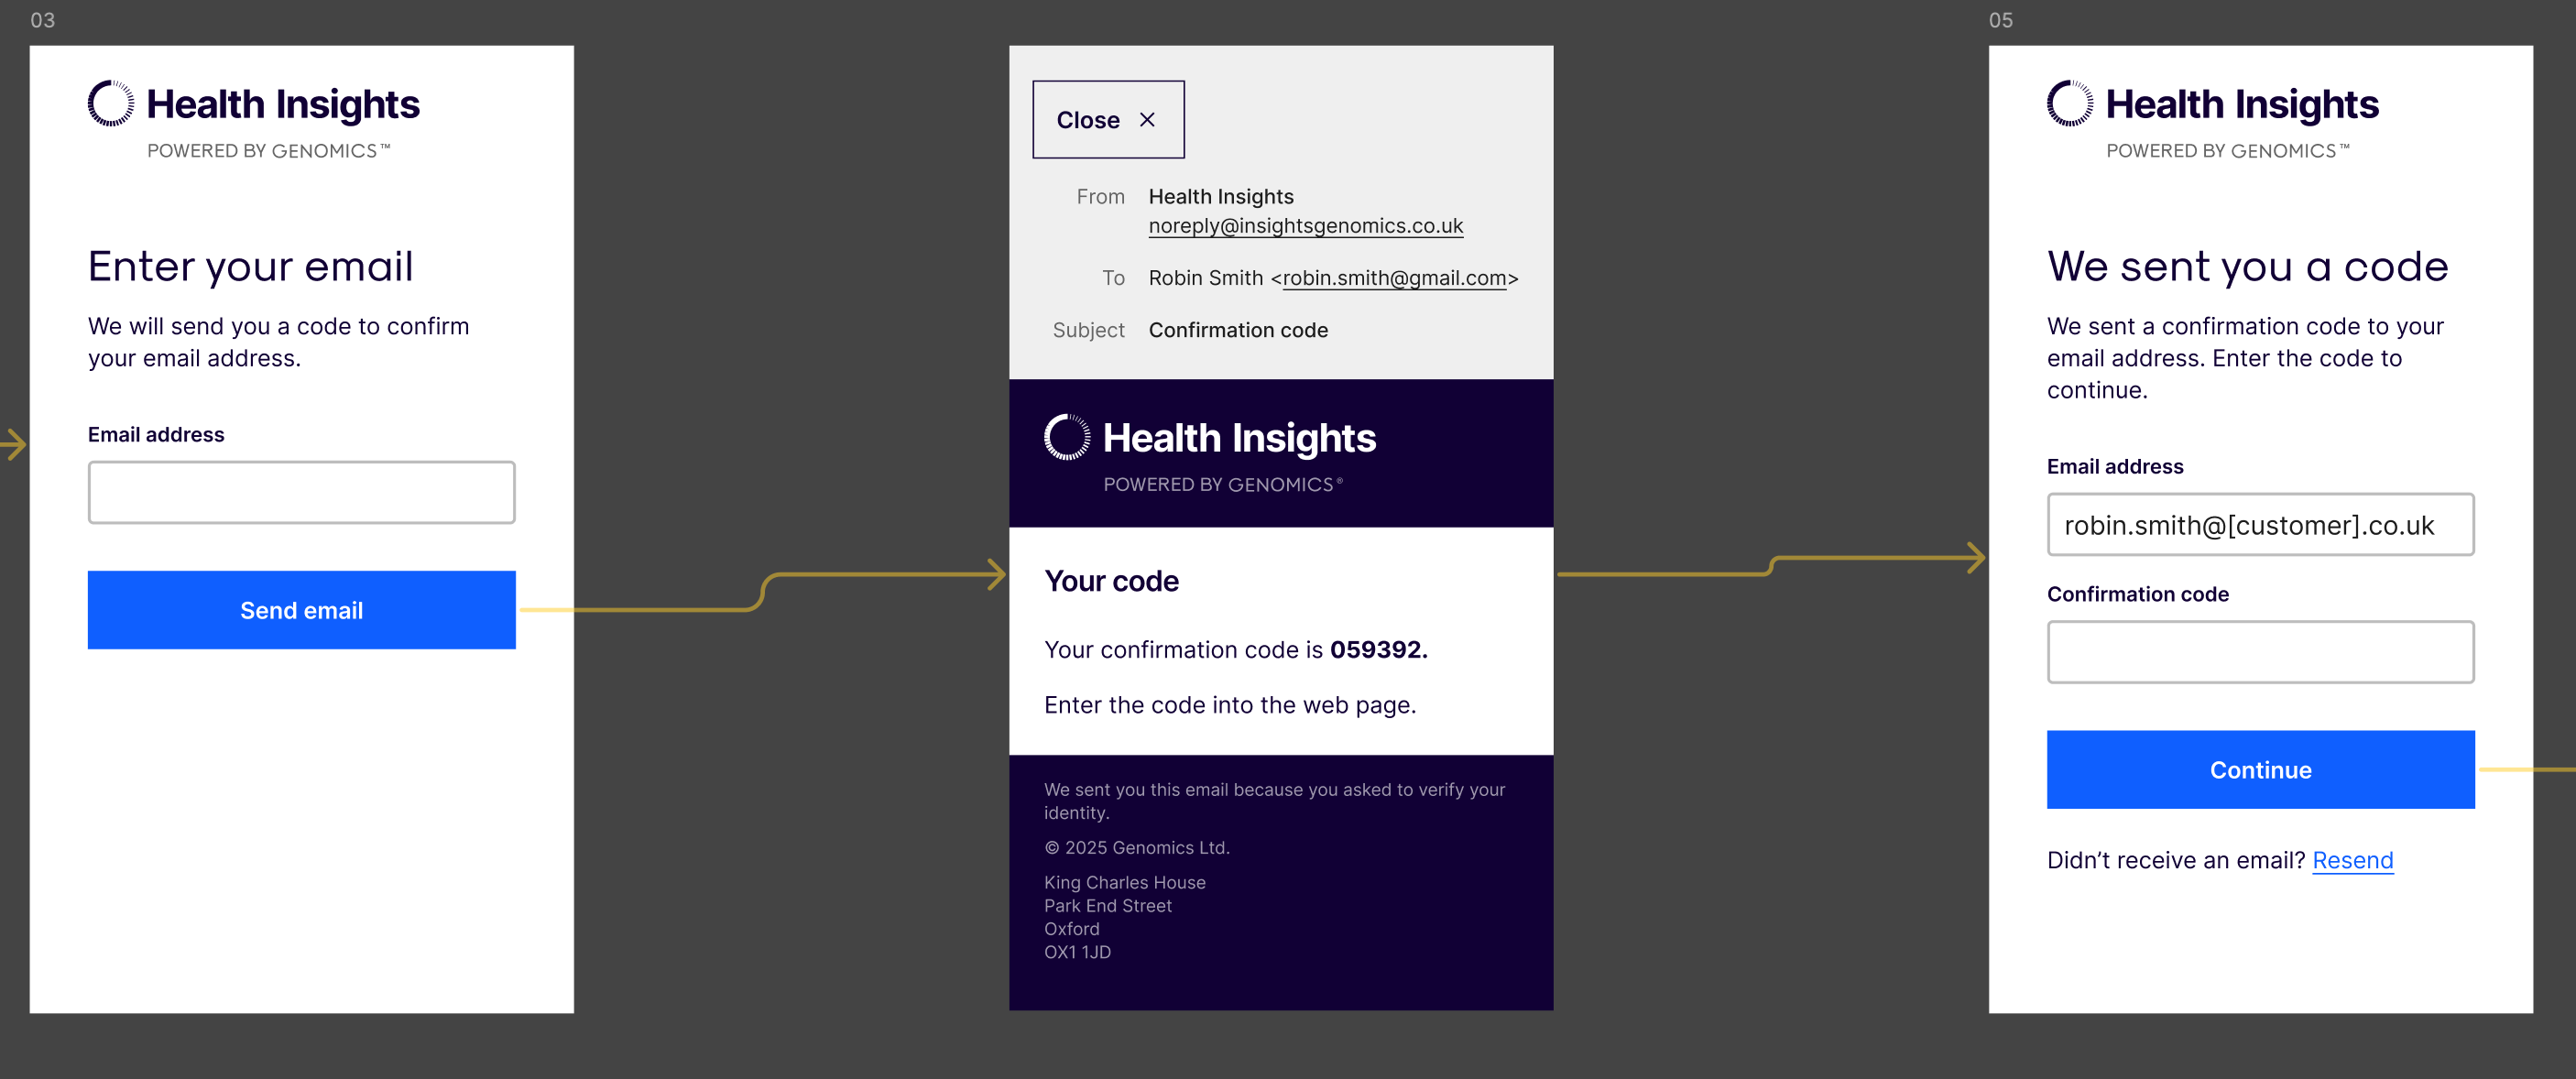 03
Health Insights
POWERED BY GENOMICS™
Enter your email
We will send you a code to confirm
your email address.
Email address
Send email
Close ×
From Health Insights
noreply@insightsgenomics.co.uk
To Robin Smith <robin.smith@gmail.com>
Subject Confirmation code
Health Insights
POWERED BY GENOMICS®
Your code
Your confirmation code is 059392.
Enter the code into the web page.
We sent you this email because you asked to verify your
identity.
© 2025 Genomics Ltd.
King Charles House
Park End Street
Oxford
OX1 1JD
05
Health Insights
POWERED BY GENOMICS™
We sent you a code
We sent a confirmation code to your
email address. Enter the code to
continue.
Email address
robin.smith@[customer].co.uk
Confirmation code
Continue
Didn’t receive an email? Resend